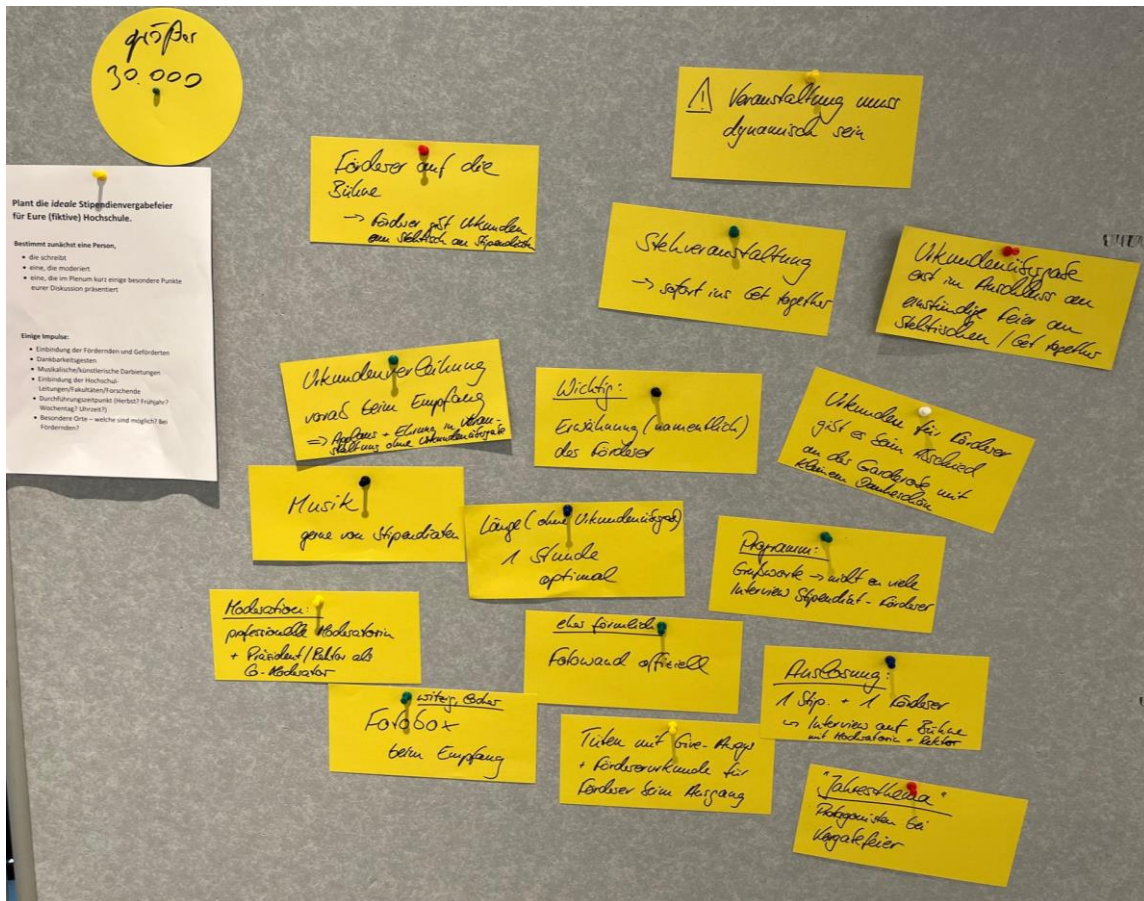 größer
30.000
Plant die ideale Stipendienvergabefeier
für Eure (fiktive) Hochschule.
Bestimmt zunächst eine Person,
• die schreibt
• eine, die moderiert
• eine, die im Plenum kurz einige besondere Punkte
eurer Diskussion präsentiert
Einige Impulse:
• Einbindung der Fördernden und Geförderten
• Dankbarkeitsgesten
• Musikalische/künstlerische Darbietungen
• Einbindung der Hochschul-
Leitungen/Fakultäten/Forschende
• Durchführungszeitpunkt (Herbst? Frühjahr?
Wochentag? Uhrzeit?)
• Besondere Orte – welche sind möglich? Bei
Fördernden?
⚠ Veranstaltung muss
dynamisch sein
Förderer auf die
Bühne
→ Förderer gibt Urkunden
am Stehtisch an Stipendiaten
Stehveranstaltung
→ sofort ins Get together
Urkundenübergabe
erst im Anschluss an
einstündige Feier an
Stehtischen / Get together
Urkundenverleihung
vorab beim Empfang
⇒ Applaus + Ehrung in Veran-
staltung ohne Urkundenübergabe
Wichtig:
Erwähnung (namentlich)
des Förderer
Urkunden für Förderer
gibt es beim Abschied
an der Garderobe mit
kleinem Dankeschön
Musik
gerne von Stipendiaten
Länge (ohne Urkundenübergabe)
1 Stunde
optimal
Programm:
Grußworte → nicht zu viele
Interview Stipendiat - Förderer
Moderation:
professionelle Moderatorin
+ Präsident/Rektor als
Co-Moderator
eher förmlich
Fotowand offiziell
Auslosung:
1 Stip. + 1 Förderer
↳ Interview auf Bühne
mit Moderatorin + Rektor
witzig, locker
Fotobox
beim Empfang
Tüten mit Give-Aways
+ Fördererurkunde für
Förderer beim Ausgang
"Jahresthema"
Protagonisten bei
Vergabefeier